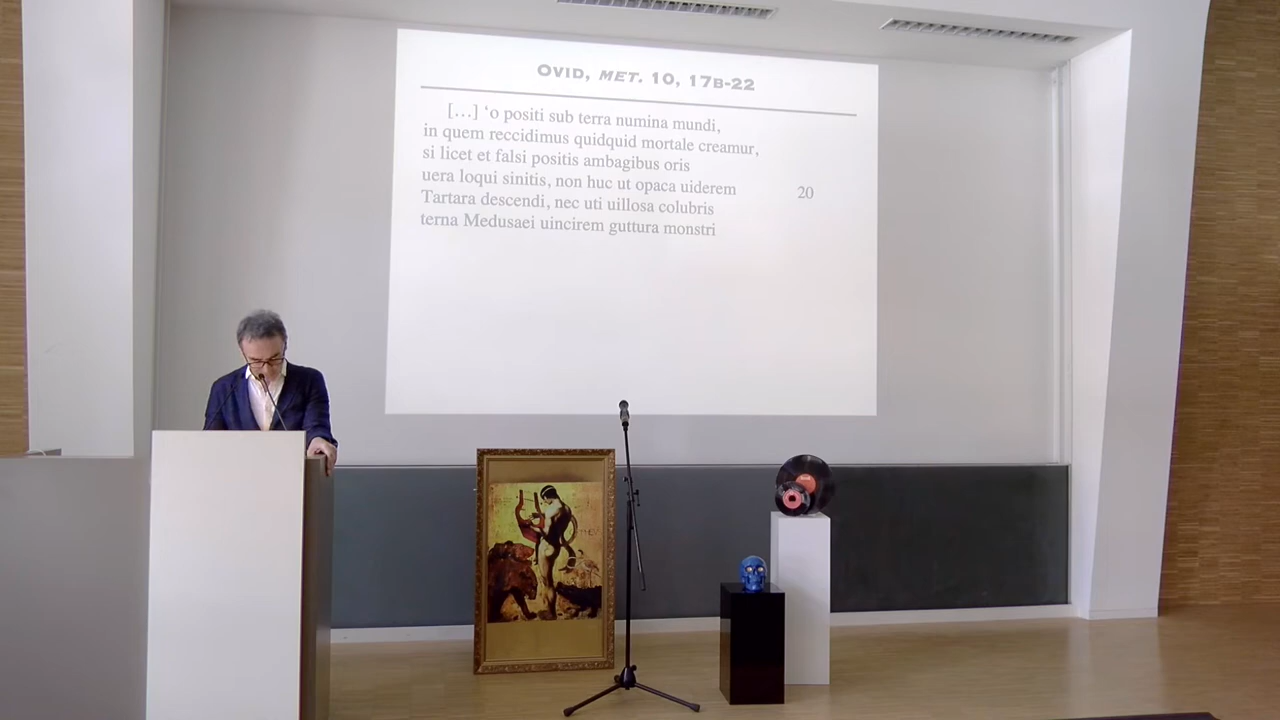 OVID, MET. 10, 17B-22
[…] ‘o positi sub terra numina mundi,
in quem reccidimus quidquid mortale creamur,
si licet et falsi positis ambagibus oris
uera loqui sinitis, non huc ut opaca uiderem 20
Tartara descendi, nec uti uillosa colubris
terna Medusaei uincirem guttura monstri